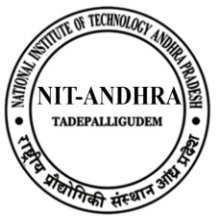 NATIONAL INSTITUTE OF TECHNOLOGY ANDHRA PRADESH
NIT-ANDHRA
TADEPALLIGUDEM
राष्ट्रीय प्रौद्योगिकी संस्थान आंध्र प्रदेश